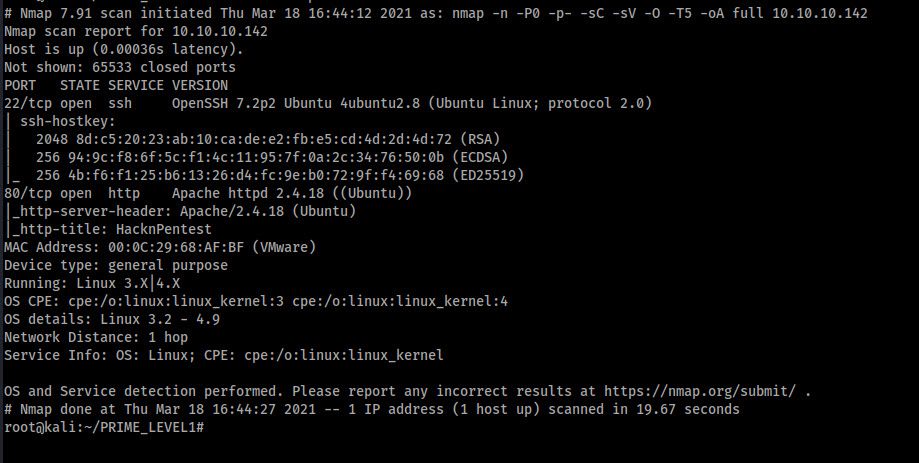 # Nmap 7.91 scan initiated Thu Mar 18 16:44:12 2021 as: nmap -n -P0 -p- -sC -sV -O -T5 -oA full 10.10.10.142
Nmap scan report for 10.10.10.142
Host is up (0.00036s latency).
Not shown: 65533 closed ports
PORT   STATE SERVICE VERSION
22/tcp open  ssh     OpenSSH 7.2p2 Ubuntu 4ubuntu2.8 (Ubuntu Linux; protocol 2.0)
| ssh-hostkey:
|   2048 8d:c5:20:23:ab:10:ca:de:e2:fb:e5:cd:4d:2d:4d:72 (RSA)
|   256 94:9c:f8:6f:5c:f1:4c:11:95:7f:0a:2c:34:76:50:0b (ECDSA)
|_  256 4b:f6:f1:25:b6:13:26:d4:fc:9e:b0:72:9f:f4:69:68 (ED25519)
80/tcp open  http    Apache httpd 2.4.18 ((Ubuntu))
|_http-server-header: Apache/2.4.18 (Ubuntu)
|_http-title: HacknPentest
MAC Address: 00:0C:29:68:AF:BF (VMware)
Device type: general purpose
Running: Linux 3.X|4.X
OS CPE: cpe:/o:linux:linux_kernel:3 cpe:/o:linux:linux_kernel:4
OS details: Linux 3.2 - 4.9
Network Distance: 1 hop
Service Info: OS: Linux; CPE: cpe:/o:linux:linux_kernel
OS and Service detection performed. Please report any incorrect results at https://nmap.org/submit/ .
# Nmap done at Thu Mar 18 16:44:27 2021 -- 1 IP address (1 host up) scanned in 19.67 seconds
root@kali:~/PRIME_LEVEL1#